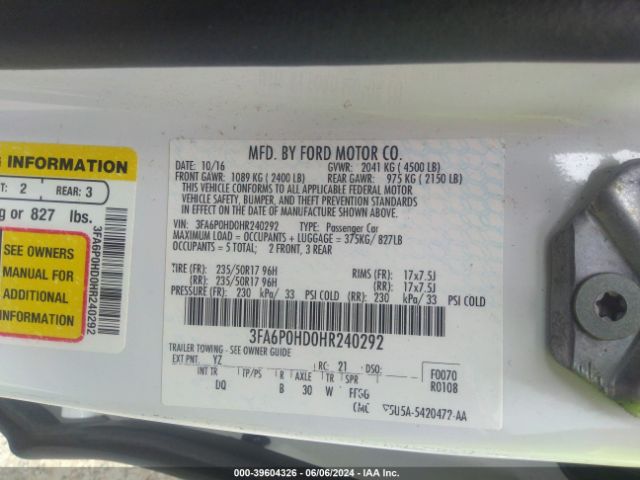 MFD. BY FORD MOTOR CO.
DATE: 10/16 GVWR: 2041 KG ( 4500 LB)
FRONT GAWR: 1089 KG ( 2400 LB) REAR GAWR: 975 KG ( 2150 LB)
THIS VEHICLE CONFORMS TO ALL APPLICABLE FEDERAL MOTOR
VEHICLE SAFETY, BUMPER, AND THEFT PREVENTION STANDARDS IN
EFFECT ON THE DATE OF MANUFACTURE SHOWN ABOVE.
VIN: 3FA6P0HD0HR240292 TYPE: Passenger Car
MAXIMUM LOAD = OCCUPANTS + LUGGAGE = 375KG/ 827LB
OCCUPANTS = 5 TOTAL; 2 FRONT, 3 REAR
TIRE (FR): 235/50R17 96H RIMS (FR): 17x7.5J
(RR): 235/50R17 96H (RR): 17x7.5J
PRESSURE (FR): 230 kPa/ 33 PSI COLD (RR): 230 kPa/ 33 PSI COLD
3FA6P0HD0HR240292
TRAILER TOWING - SEE OWNER GUIDE
EXT PNT: YZ RC: 21 DSO: F0070
INT TR TP/PS R AXLE TR SPR R0108
DQ B 30 W
5U5A-5420472-AA
G INFORMATION
T: 2 REAR: 3
g or 827 lbs.
SEE OWNERS
MANUAL FOR
ADDITIONAL
INFORMATION
3FA6P0HD0HR240292
000-39604326 - 06/06/2024 - IAA Inc.